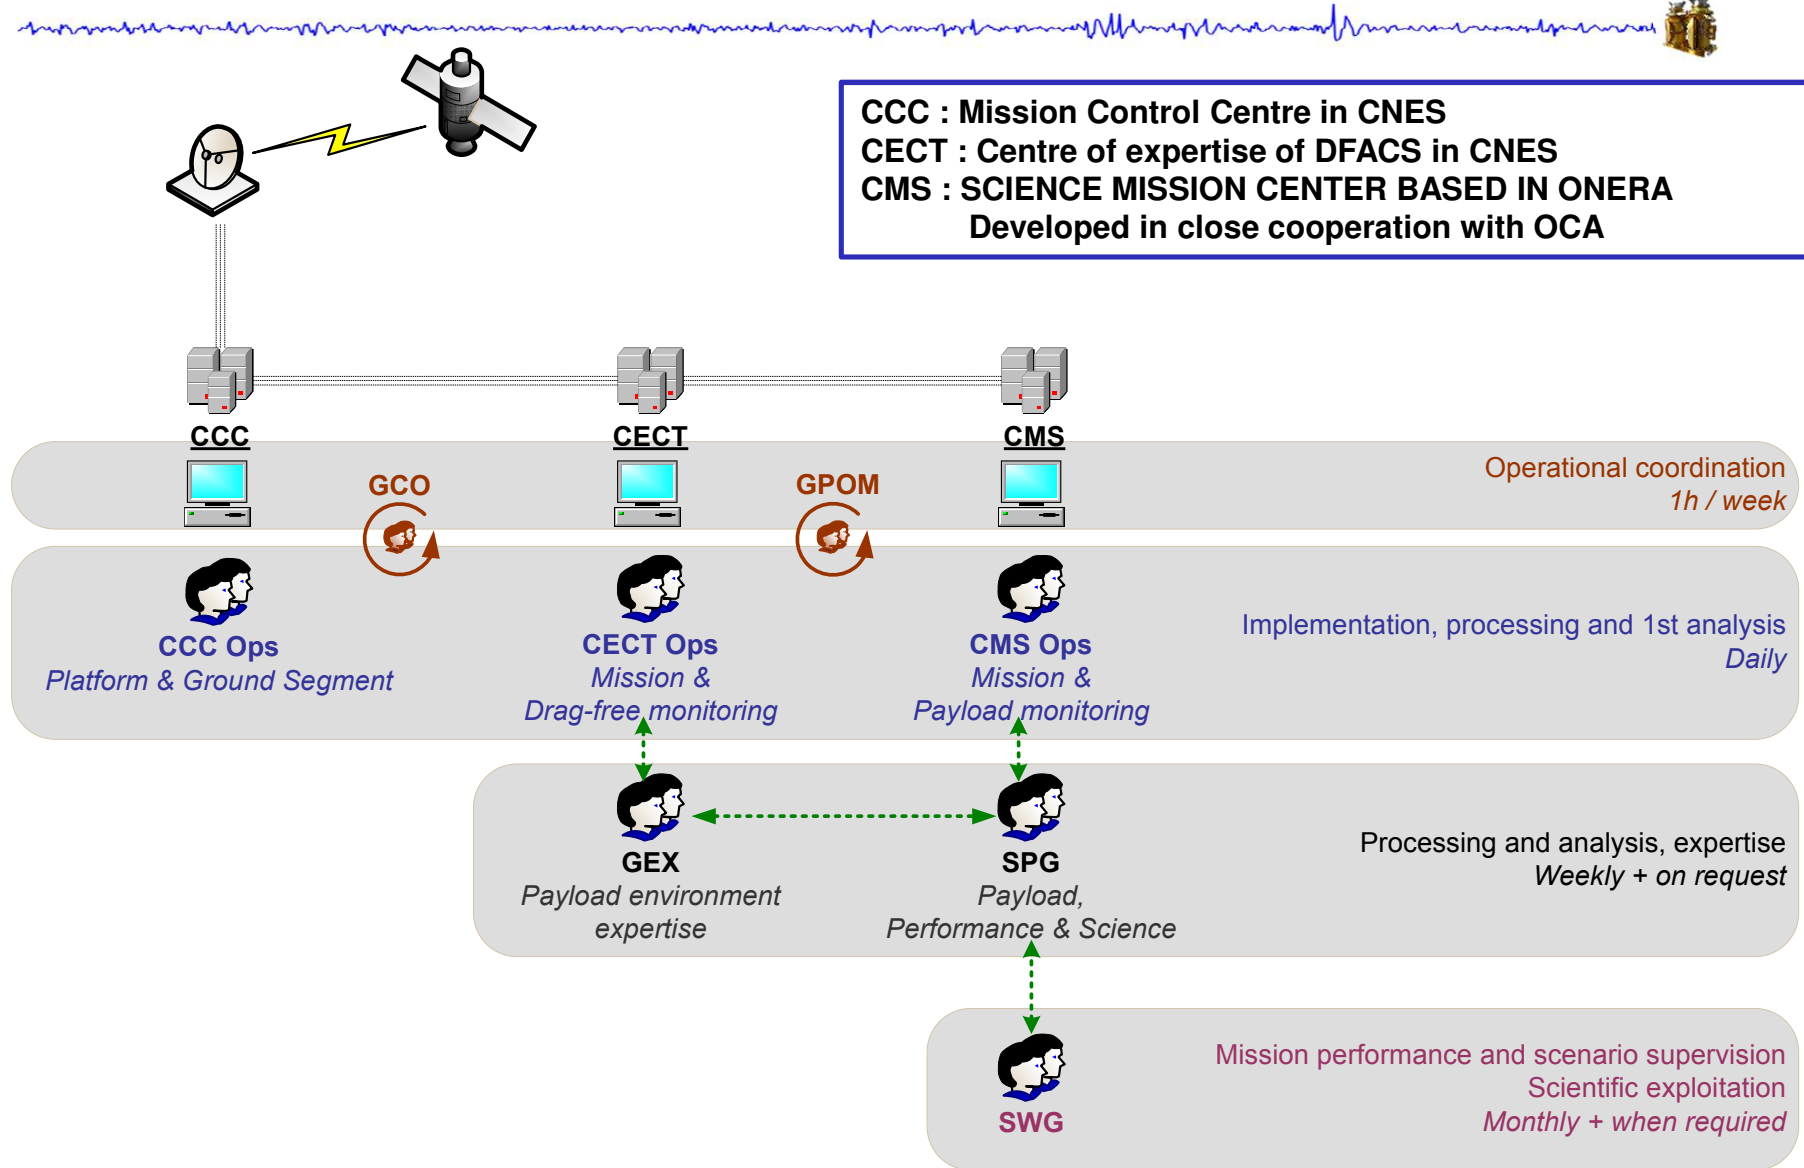 CCC : Mission Control Centre in CNES
CECT : Centre of expertise of DFACS in CNES
CMS : SCIENCE MISSION CENTER BASED IN ONERA
Developed in close cooperation with OCA
CCC
CECT
CMS
GCO
GPOM
Operational coordination
1h / week
CCC Ops
Platform & Ground Segment
CECT Ops
Mission &
Drag-free monitoring
CMS Ops
Mission &
Payload monitoring
Implementation, processing and 1st analysis
Daily
GEX
Payload environment
expertise
SPG
Payload,
Performance & Science
Processing and analysis, expertise
Weekly + on request
SWG
Mission performance and scenario supervision
Scientific exploitation
Monthly + when required